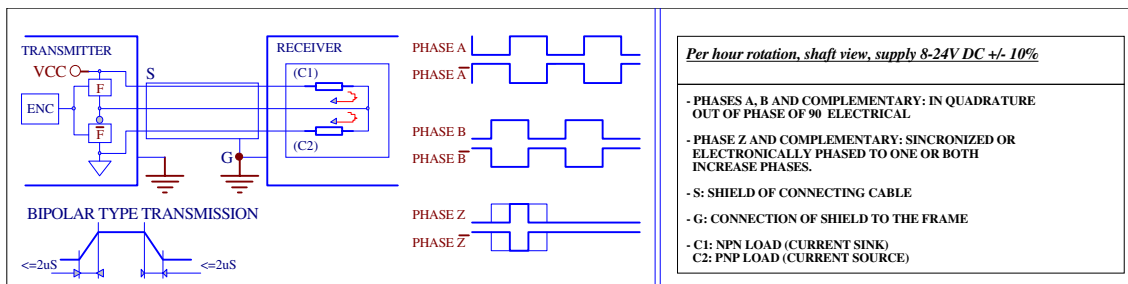 TRANSMITTER
VCC
F
ENC
F̅
S
G
RECEIVER
(C1)
(C2)
BIPOLAR TYPE TRANSMISSION
<=2uS
<=2uS
PHASE A
PHASE A̅
PHASE B
PHASE B̅
PHASE Z
PHASE Z̅
Per hour rotation, shaft view, supply 8-24V DC +/- 10%
- PHASES A, B AND COMPLEMENTARY: IN QUADRATURE
OUT OF PHASE OF 90 ELECTRICAL
- PHASE Z AND COMPLEMENTARY: SINCRONIZED OR
ELECTRONICALLY PHASED TO ONE OR BOTH
INCREASE PHASES.
- S: SHIELD OF CONNECTING CABLE
- G: CONNECTION OF SHIELD TO THE FRAME
- C1: NPN LOAD (CURRENT SINK)
C2: PNP LOAD (CURRENT SOURCE)